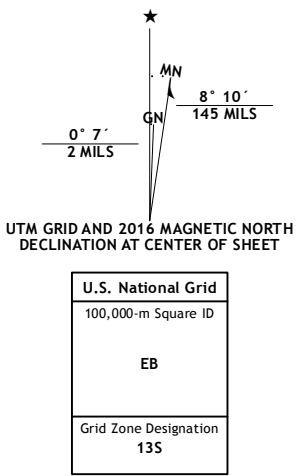 MN
GN
8° 10´
145 MILS
0° 7´
2 MILS
UTM GRID AND 2016 MAGNETIC NORTH
DECLINATION AT CENTER OF SHEET
U.S. National Grid
100,000-m Square ID
EB
Grid Zone Designation
13S